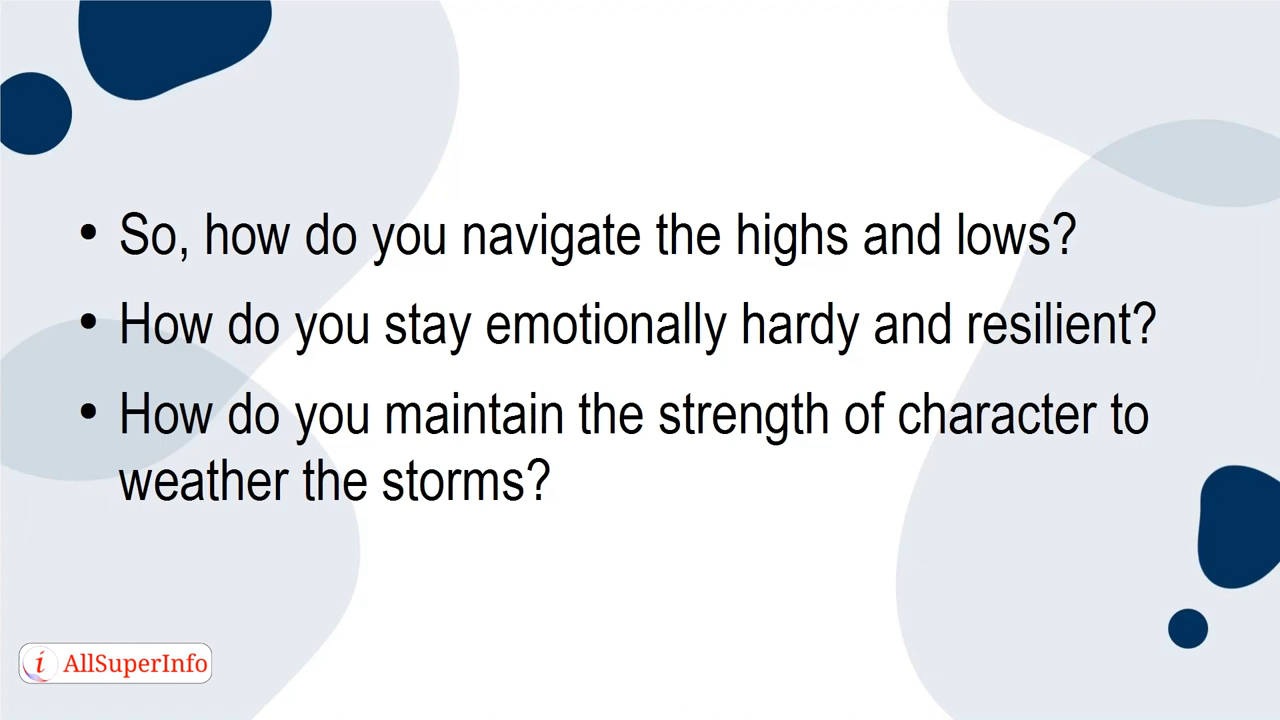 • So, how do you navigate the highs and lows?
• How do you stay emotionally hardy and resilient?
• How do you maintain the strength of character to
weather the storms?
i AllSuperInfo